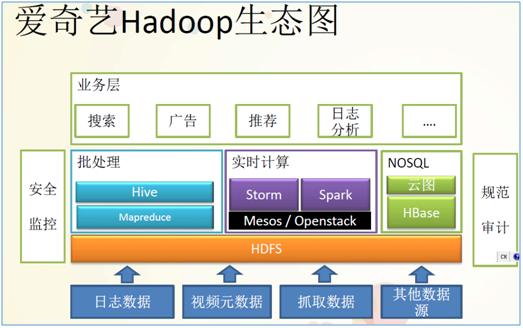 爱奇艺Hadoop生态图
业务层
搜索
广告
推荐
日志
分析
....
安全
监控
批处理
Hive
Mapreduce
实时计算
Storm
Spark
Mesos / Openstack
NOSQL
云图
HBase
规范
审计
HDFS
CH
日志数据
视频元数据
抓取数据
其他数据
源